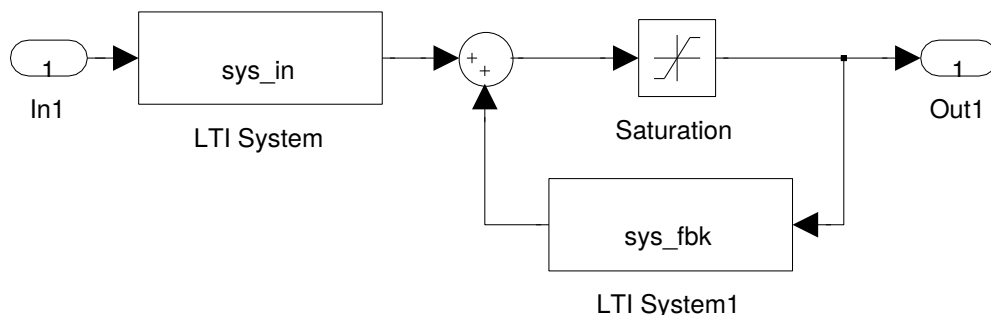 1
In1
sys_in
LTI System
+
+
Saturation
1
Out1
sys_fbk
LTI System1